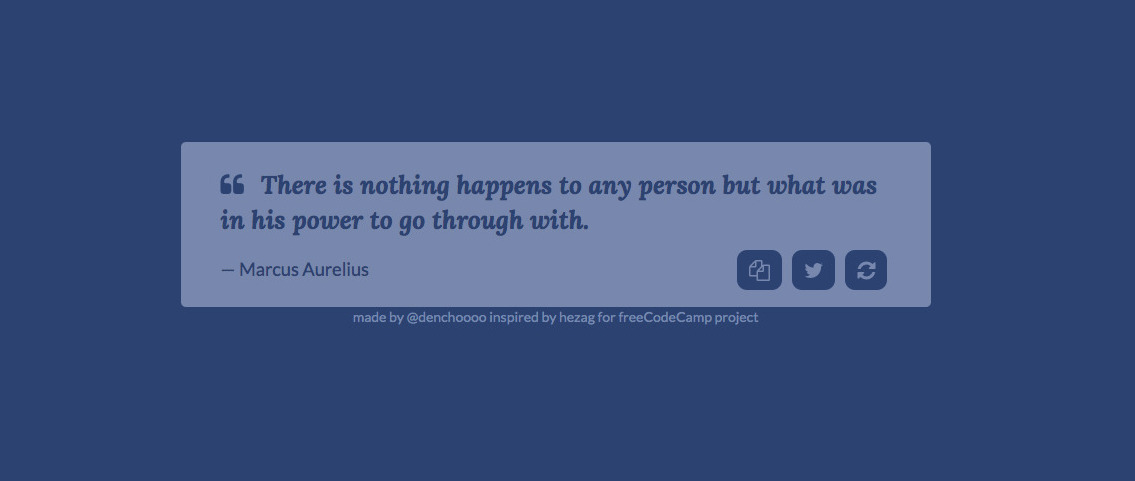 “ There is nothing happens to any person but what was
in his power to go through with.
— Marcus Aurelius
made by @denchoooo inspired by hezag for freeCodeCamp project